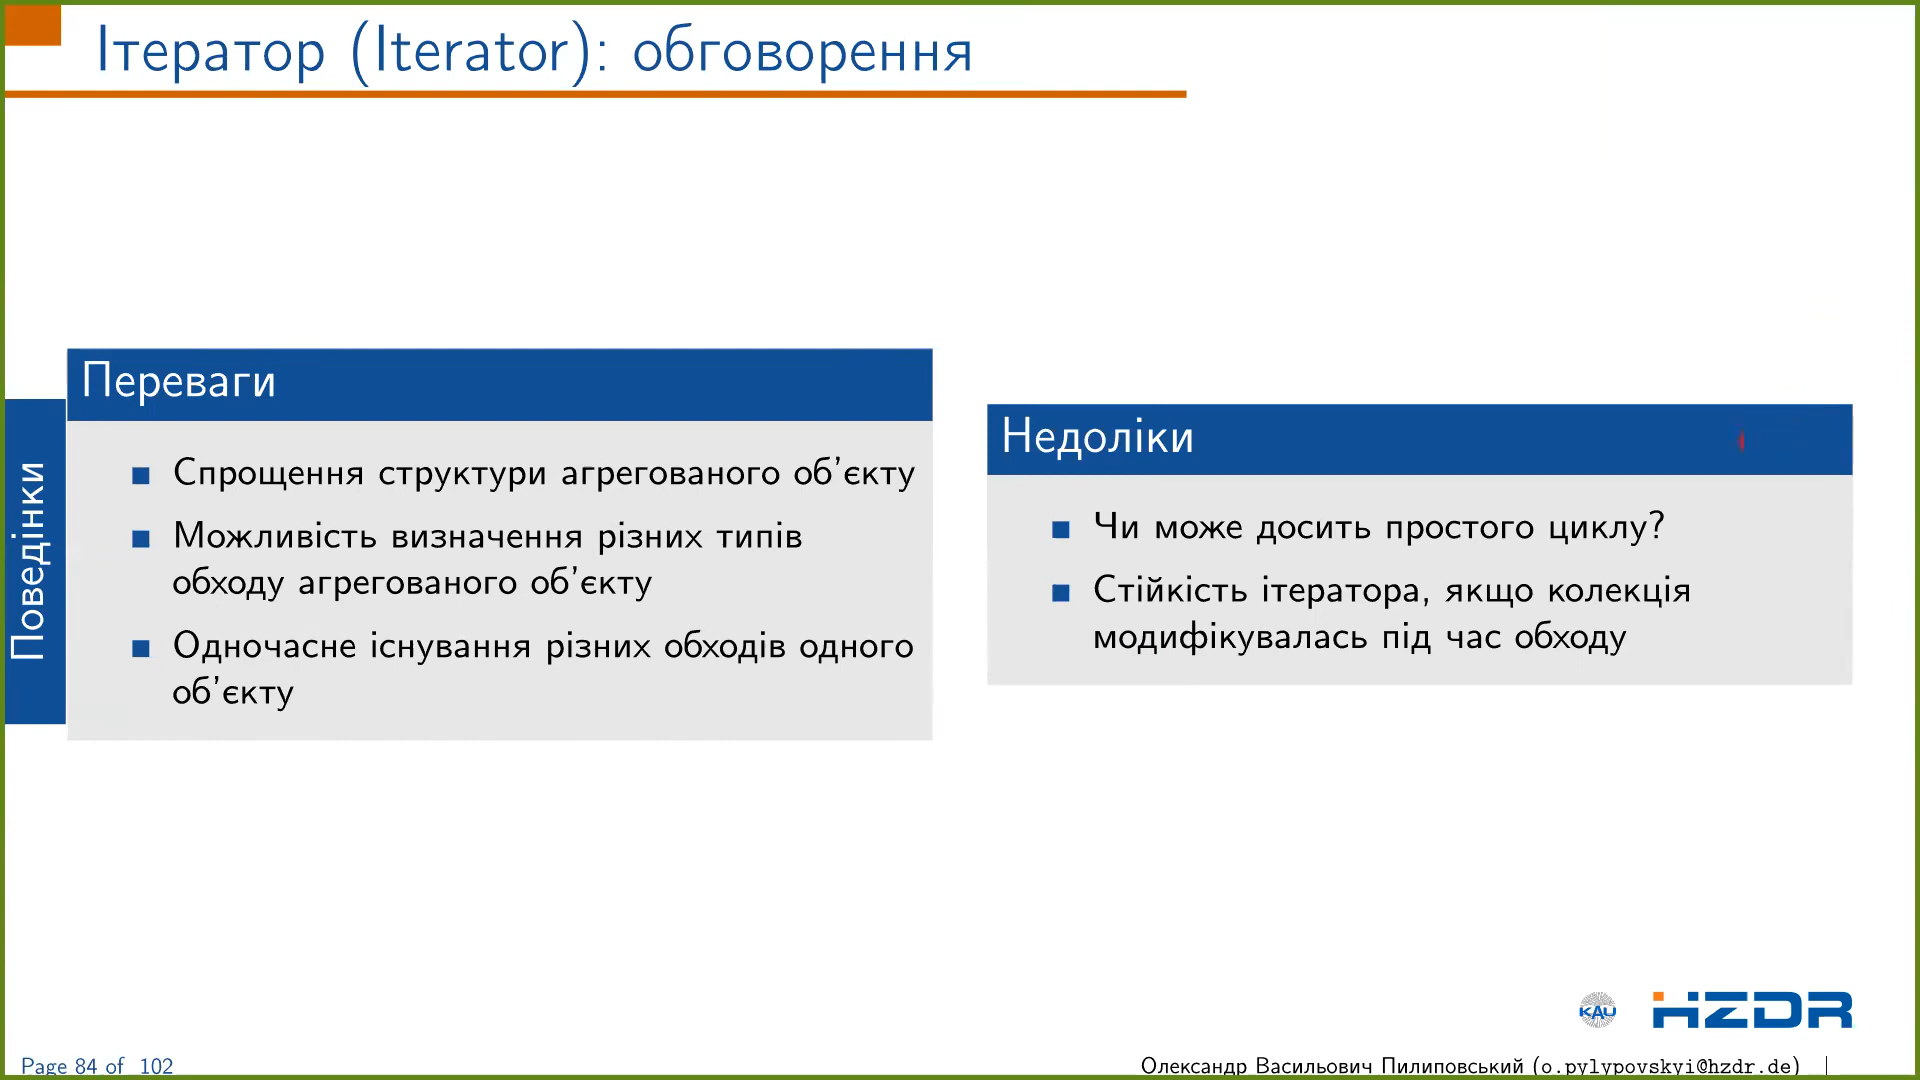 Ітератор (Iterator): обговорення
Поведінки
Переваги
Спрощення структури агрегованого об’єкту
Можливість визначення різних типів
обходу агрегованого об’єкту
Одночасне існування різних обходів одного
об’єкту
Недоліки
Чи може досить простого циклу?
Стійкість ітератора, якщо колекція
модифікувалась під час обходу
KAU
HZDR
Page 84 of 102
Олександр Васильович Пилиповський (o.pylypovskyi@hzdr.de) |